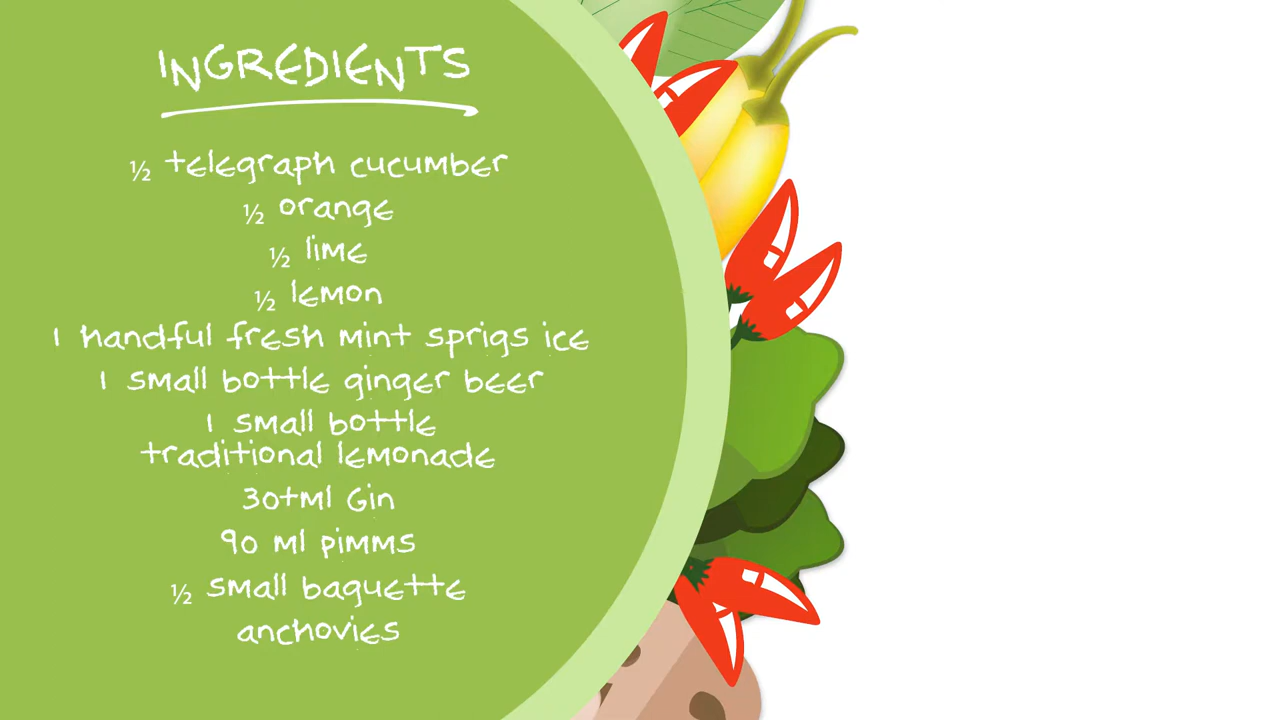 INGREDIENTS
½ telegraph cucumber
½ orange
½ lime
½ lemon
1 handful fresh mint sprigs ice
1 small bottle ginger beer
1 small bottle
traditional lemonade
30+ml Gin
90 ml pimms
½ small baguette
anchovies